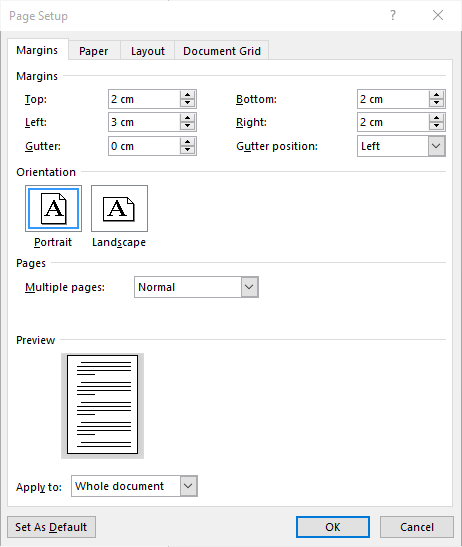 Page Setup ?
Margins Paper Layout Document Grid
Margins
Top: 2 cm Bottom: 2 cm
Left: 3 cm Right: 2 cm
Gutter: 0 cm Gutter position: Left
Orientation
A A
Portrait Landscape
Pages
Multiple pages: Normal
Preview
Apply to: Whole document
Set As Default OK Cancel